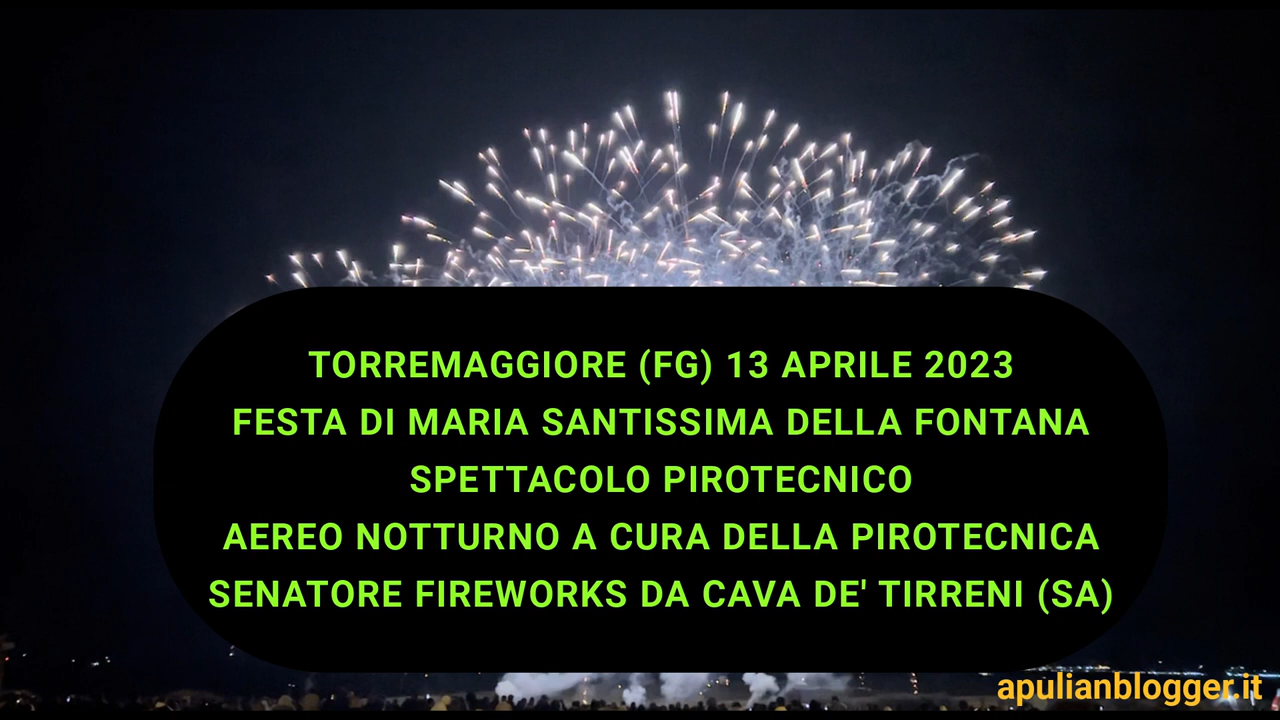 TORREMAGGIORE (FG) 13 APRILE 2023
FESTA DI MARIA SANTISSIMA DELLA FONTANA
SPETTACOLO PIROTECNICO
AEREO NOTTURNO A CURA DELLA PIROTECNICA
SENATORE FIREWORKS DA CAVA DE' TIRRENI (SA)
apulianblogger.it